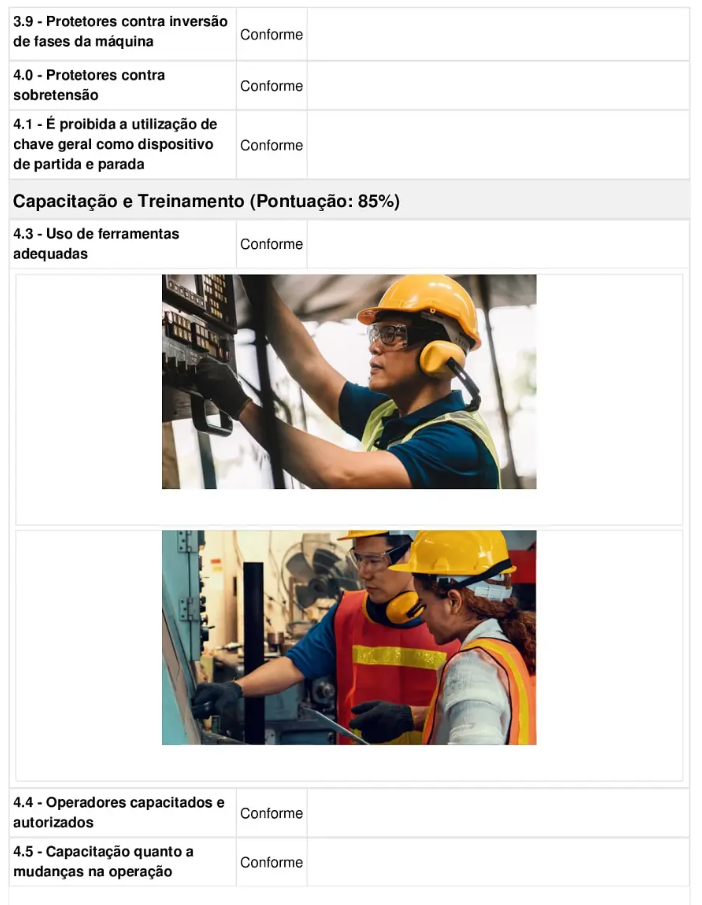 3.9 - Protetores contra inversão
de fases da máquina
Conforme
4.0 - Protetores contra
sobretensão
Conforme
4.1 - É proibida a utilização de
chave geral como dispositivo
de partida e parada
Conforme
Capacitação e Treinamento (Pontuação: 85%)
4.3 - Uso de ferramentas
adequadas
Conforme
4.4 - Operadores capacitados e
autorizados
Conforme
4.5 - Capacitação quanto a
mudanças na operação
Conforme